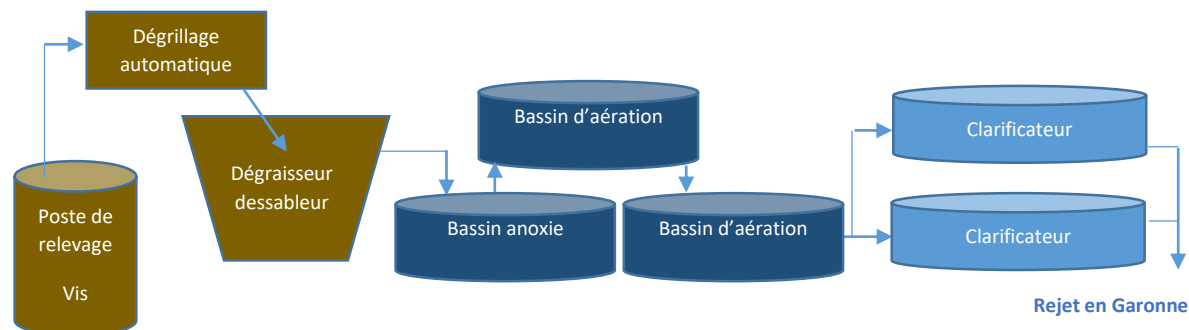 Dégrillage
automatique
Poste de
relevage
Vis
Dégraisseur
dessableur
Bassin anoxie
Bassin d'aération
Bassin d'aération
Clarificateur
Clarificateur
Rejet en Garonne